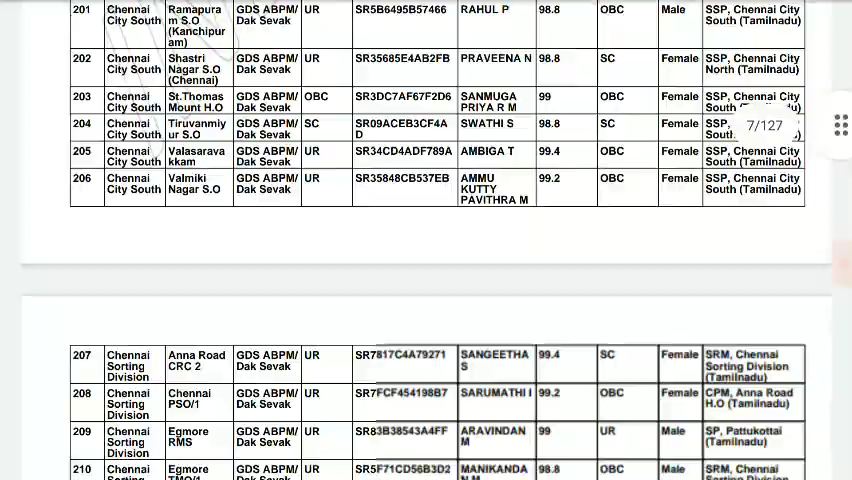 201 Chennai Ramapura GDS ABPM/ UR SR5B6495B57466 RAHUL P 98.8 OBC Male SSP, Chennai City
City South m S.O Dak Sevak South (Tamilnadu)
(Kanchipur
am)
202 Chennai Shastri GDS ABPM/ UR SR35685E4AB2FB PRAVEENA N 98.8 SC Female SSP, Chennai City
City South Nagar S.O Dak Sevak North (Tamilnadu)
(Chennai)
203 Chennai St.Thomas GDS ABPM/ OBC SR3DC7AF67F2D6 SANMUGA 99 OBC Female SSP, Chennai City
City South Mount H.O Dak Sevak PRIYA R M South
204 Chennai Tiruvanmiy GDS ABPM/ SC SR09ACEB3CF4A SWATHI S 98.8 SC Female SSP,
City South ur S.O Dak Sevak D South
7/127
205 Chennai Valasarava GDS ABPM/ UR SR34CD4ADF789A AMBIGA T 99.4 OBC Female SSP, Chennai City
City South kkam Dak Sevak South (Tamilnadu)
206 Chennai Valmiki GDS ABPM/ UR SR35848CB537EB AMMU 99.2 OBC Female SSP, Chennai City
City South Nagar S.O Dak Sevak KUTTY South (Tamilnadu)
PAVITHRA M
207 Chennai Anna Road GDS ABPM/ UR SR7817C4A79271 SANGEETHA 99.4 SC Female SRM, Chennai
Sorting CRC 2 Dak Sevak S Sorting Division
Division (Tamilnadu)
208 Chennai Chennai GDS ABPM/ UR SR7FCF454198B7 SARUMATHI I 99.2 OBC Female CPM, Anna Road
Sorting PSO/1 Dak Sevak H.O (Tamilnadu)
Division
209 Chennai Egmore GDS ABPM/ UR SR83B38543A4FF ARAVINDAN 99 UR Male SP, Pattukottai
Sorting RMS Dak Sevak M (Tamilnadu)
Division
210 Chennai Egmore GDS ABPM/ UR SR5F71CD56B3D2 MANIKANDA 98.8 OBC Male SRM, Chennai